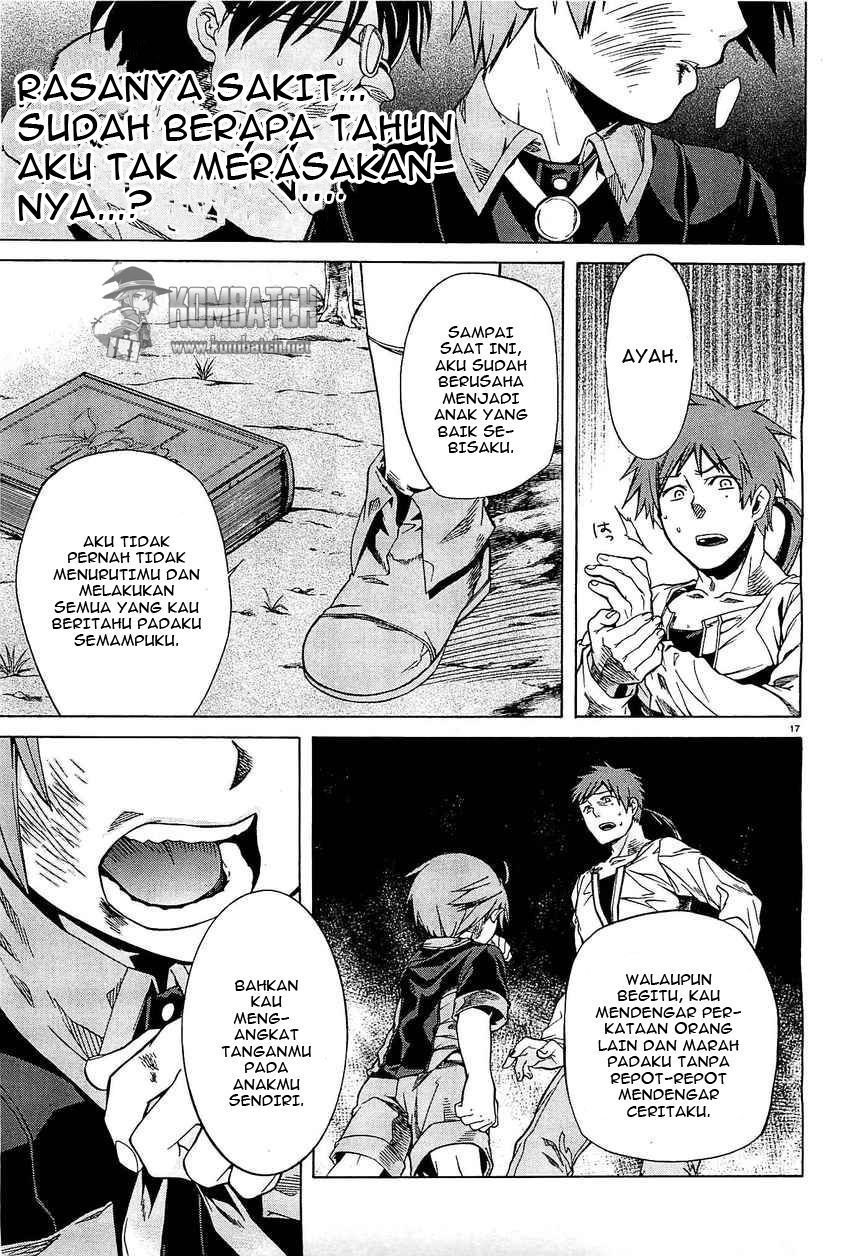 RASANYA SAKIT...
SUDAH BERAPA TAHUN
AKU TAK MERASAKAN-
NYA...?
....
AYAH.
はっ
SAMPAI
SAAT INI,
AKU SUDAH
BERUSAHA
MENJADI
ANAK YANG
BAIK SE-
BISAKU.
KOMBATCH
www.kombatch.net
AKU TIDAK
PERNAH TIDAK
MENURUTIMU DAN
MELAKUKAN
SEMUA YANG KAU
BERITAHU PADAKU
SEMAMPUKU.
17
WALAUPUN
BEGITU, KAU
MENDENGAR PER-
KATAAN ORANG
LAIN DAN MARAH
PADAKU TANPA
REPOT-REPOT
MENDENGAR
CERITAKU.
BAHKAN
KAU
MENG-
ANGKAT
TANGANMU
PADA
ANAKMU
SENDIRI.